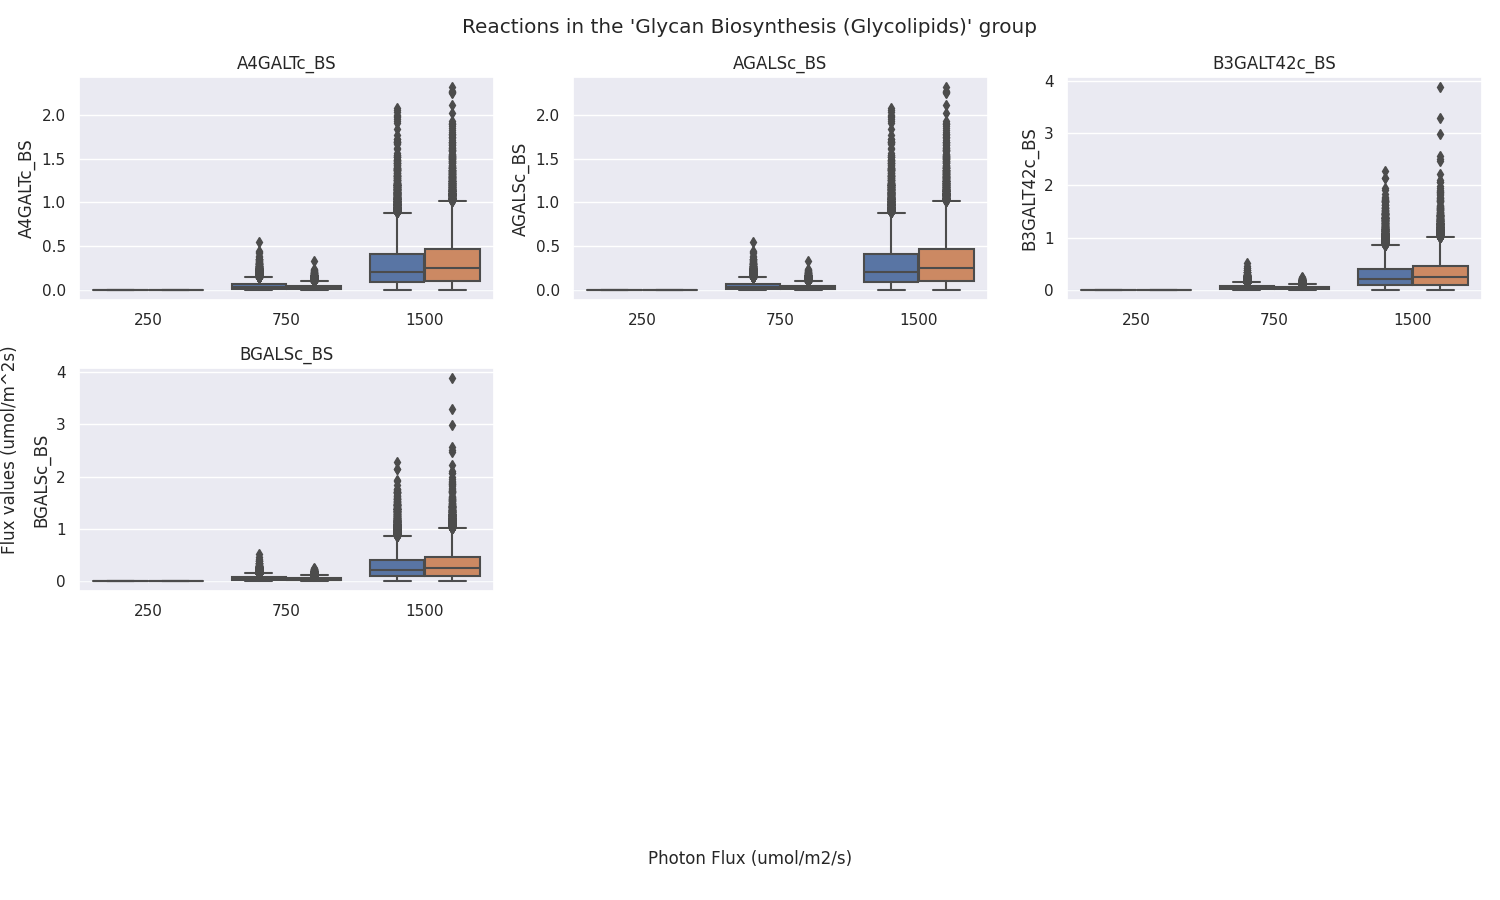 Reactions in the 'Glycan Biosynthesis (Glycolipids)' group
A4GALTc_BS
A4GALTc_BS
2.0
1.5
1.0
0.5
0.0
250 750 1500
AGALSc_BS
AGALSc_BS
2.0
1.5
1.0
0.5
0.0
250 750 1500
B3GALT42c_BS
B3GALT42c_BS
4
3
2
1
0
250 750 1500
BGALSc_BS
Flux values (umol/m^2s)
BGALSc_BS
4
3
2
1
0
250 750 1500
Photon Flux (umol/m2/s)